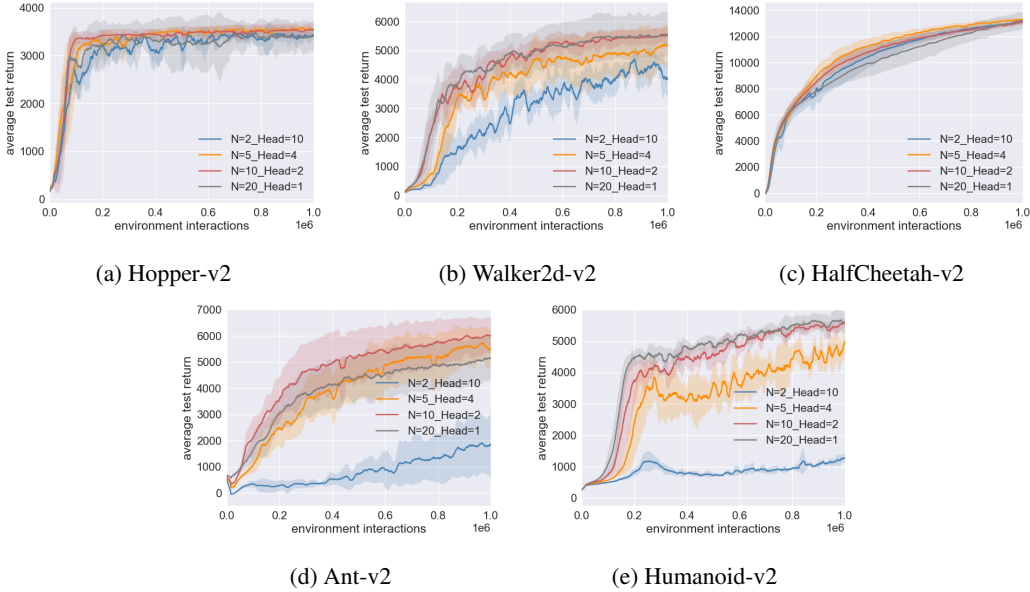 4000
3000
2000
1000
0
average test return
N=2_Head=10
N=5_Head=4
N=10_Head=2
N=20_Head=1
0.0 0.2 0.4 0.6 0.8 1.0
environment interactions 1e6
(a) Hopper-v2
6000
5000
4000
3000
2000
1000
0
average test return
N=2_Head=10
N=5_Head=4
N=10_Head=2
N=20_Head=1
0.0 0.2 0.4 0.6 0.8 1.0
environment interactions 1e6
(b) Walker2d-v2
14000
12000
10000
8000
6000
4000
2000
0
average test return
N=2_Head=10
N=5_Head=4
N=10_Head=2
N=20_Head=1
0.0 0.2 0.4 0.6 0.8 1.0
environment interactions 1e6
(c) HalfCheetah-v2
7000
6000
5000
4000
3000
2000
1000
0
average test return
N=2_Head=10
N=5_Head=4
N=10_Head=2
N=20_Head=1
0.0 0.2 0.4 0.6 0.8 1.0
environment interactions 1e6
(d) Ant-v2
6000
5000
4000
3000
2000
1000
0
average test return
N=2_Head=10
N=5_Head=4
N=10_Head=2
N=20_Head=1
0.0 0.2 0.4 0.6 0.8 1.0
environment interactions 1e6
(e) Humanoid-v2